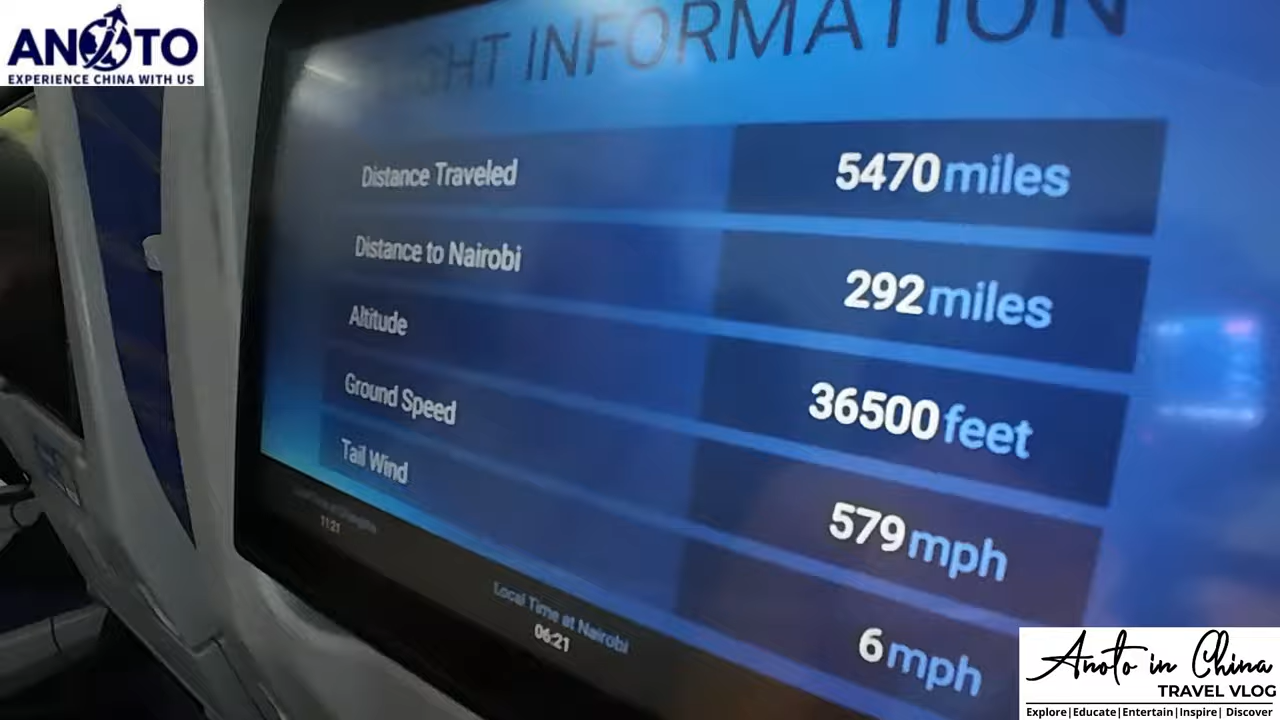 ANOTO
EXPERIENCE CHINA WITH US
GHT INFORMATION
Distance Traveled 5470 miles
Distance to Nairobi 292 miles
Altitude 36500 feet
Ground Speed 579 mph
Tail Wind 6 mph
11:21
Local Time at Nairobi
06:21
Anoto in China
TRAVEL VLOG
Explore|Educate|Entertain|Inspire| Discover